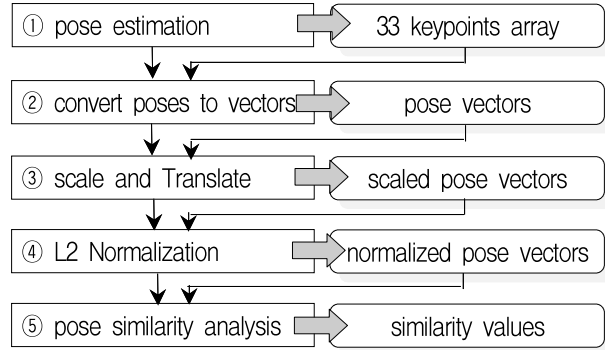 ① pose estimation
33 keypoints array
② convert poses to vectors
pose vectors
③ scale and Translate
scaled pose vectors
④ L2 Normalization
normalized pose vectors
⑤ pose similarity analysis
similarity values